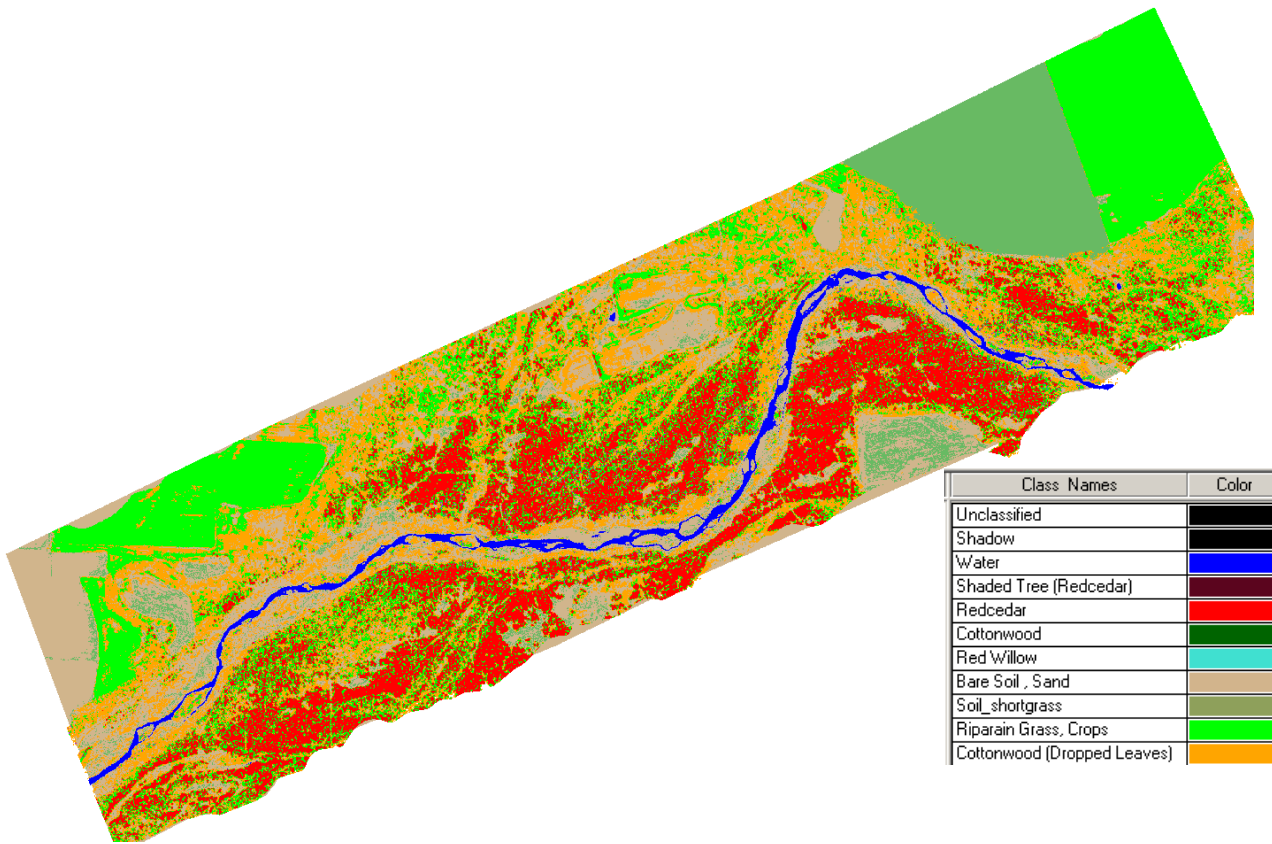 Class Names Color
Unclassified
Shadow
Water
Shaded Tree (Redcedar)
Redcedar
Cottonwood
Red Willow
Bare Soil , Sand
Soil_shortgrass
Riparain Grass, Crops
Cottonwood (Dropped Leaves)